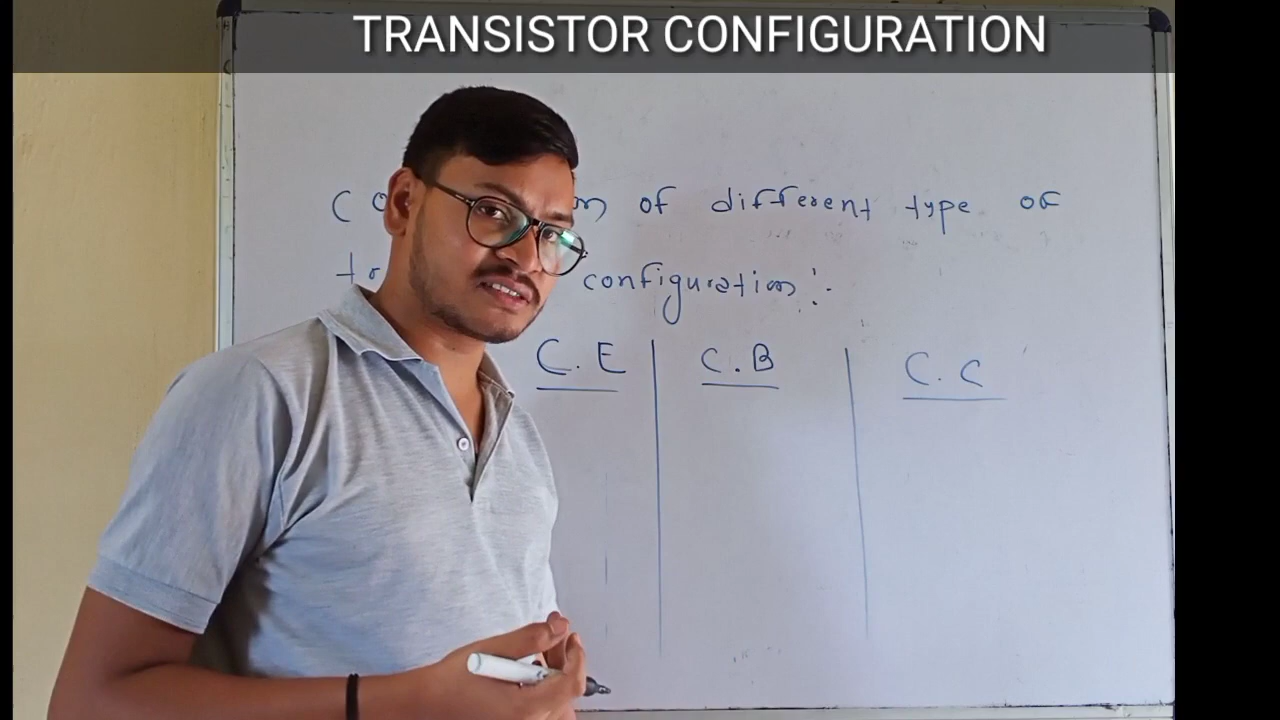 TRANSISTOR CONFIGURATION
of different type of
configuration :-
C.E C.B C.C